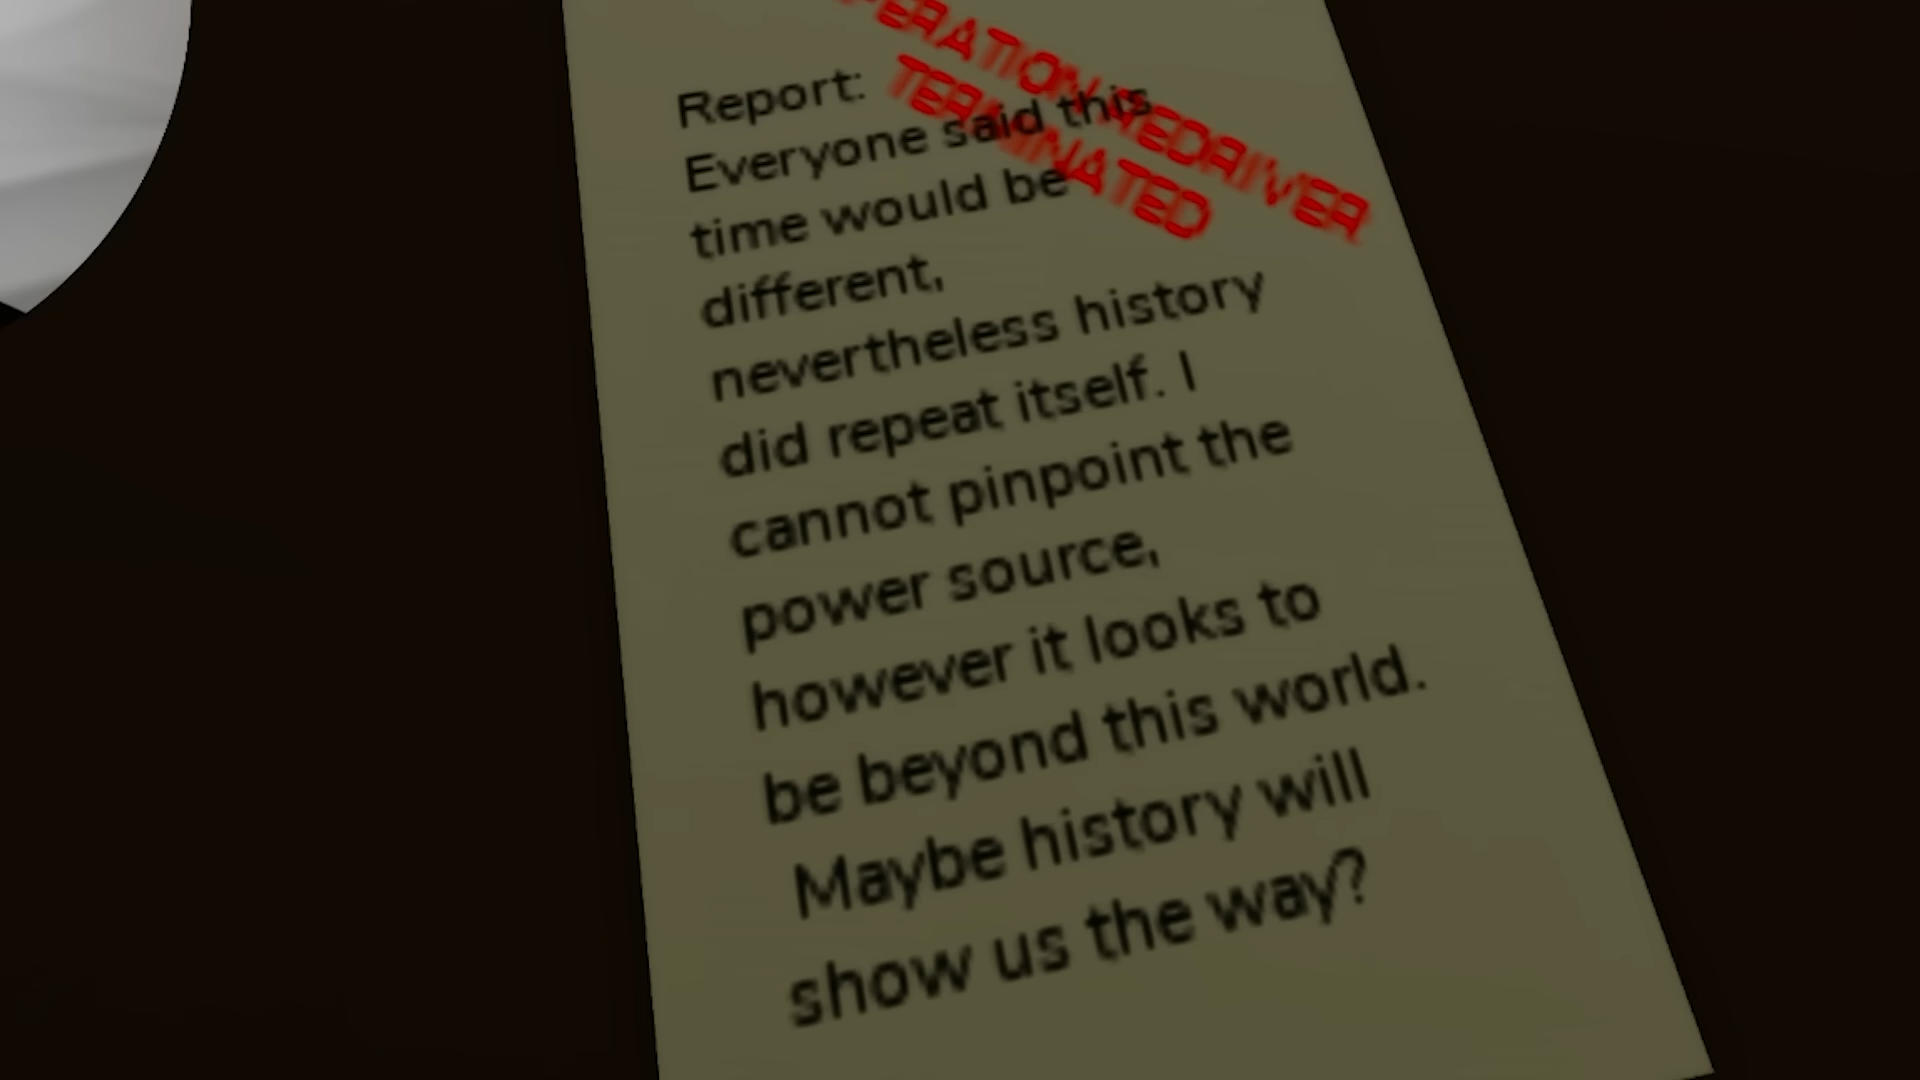 Report:
Everyone said this
time would be
different,
nevertheless history
did repeat itself. I
cannot pinpoint the
power source,
however it looks to
be beyond this world.
Maybe history will
show us the way?
TERMINATED